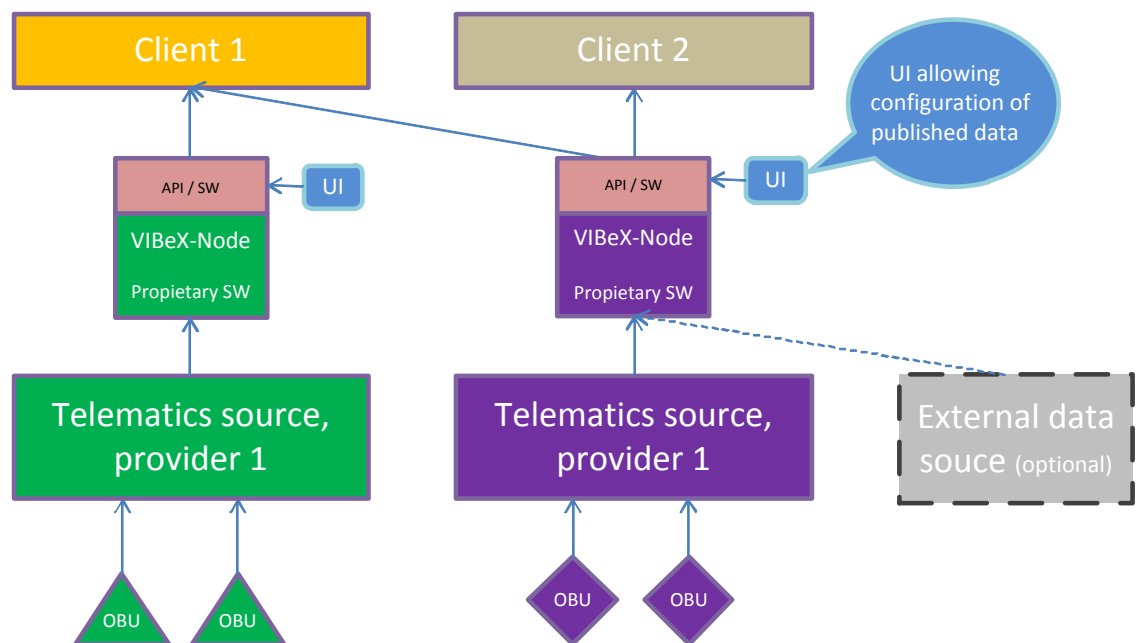 Client 1
Client 2
UI allowing
configuration of
published data
API / SW
UI
API / SW
UI
VIBeX-Node
Propietary SW
VIBeX-Node
Propietary SW
Telematics source,
provider 1
Telematics source,
provider 1
External data
souce (optional)
OBU
OBU
OBU
OBU